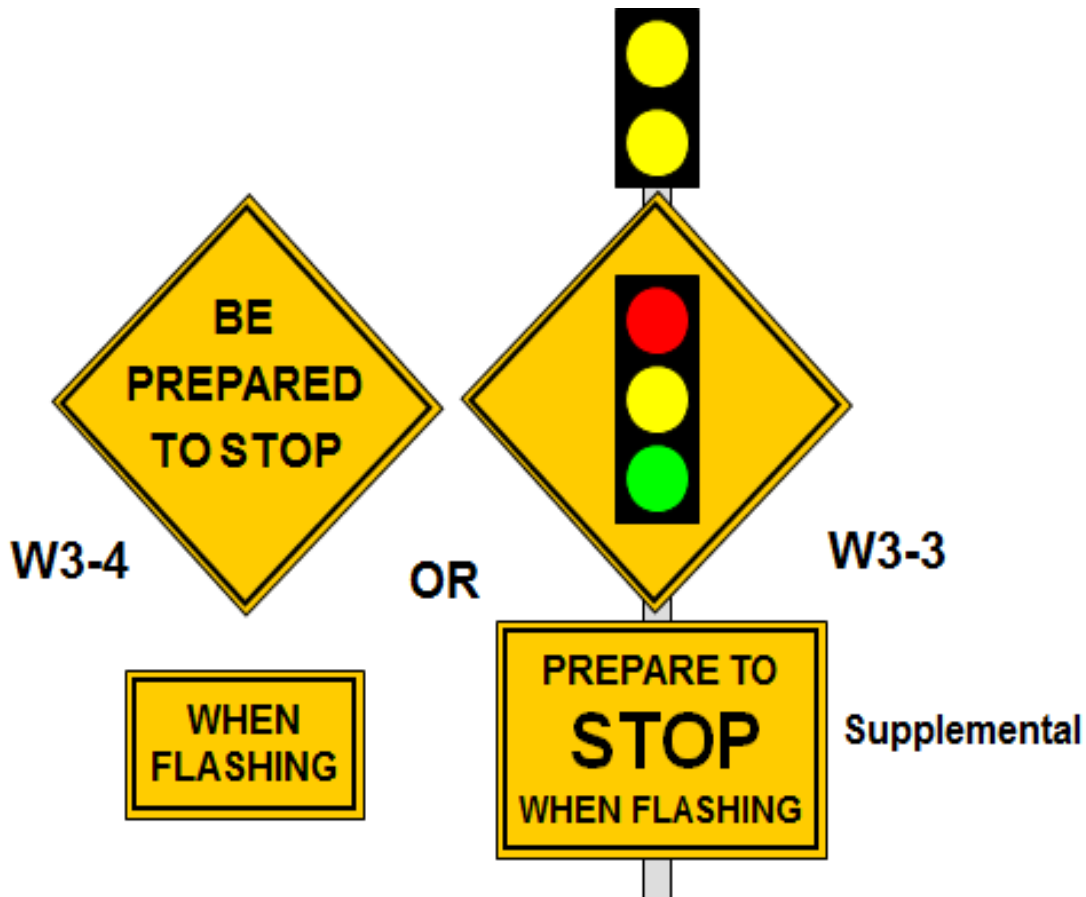 BE
PREPARED
TO STOP
W3-4
WHEN
FLASHING
OR
W3-3
PREPARE TO
STOP
WHEN FLASHING
Supplemental